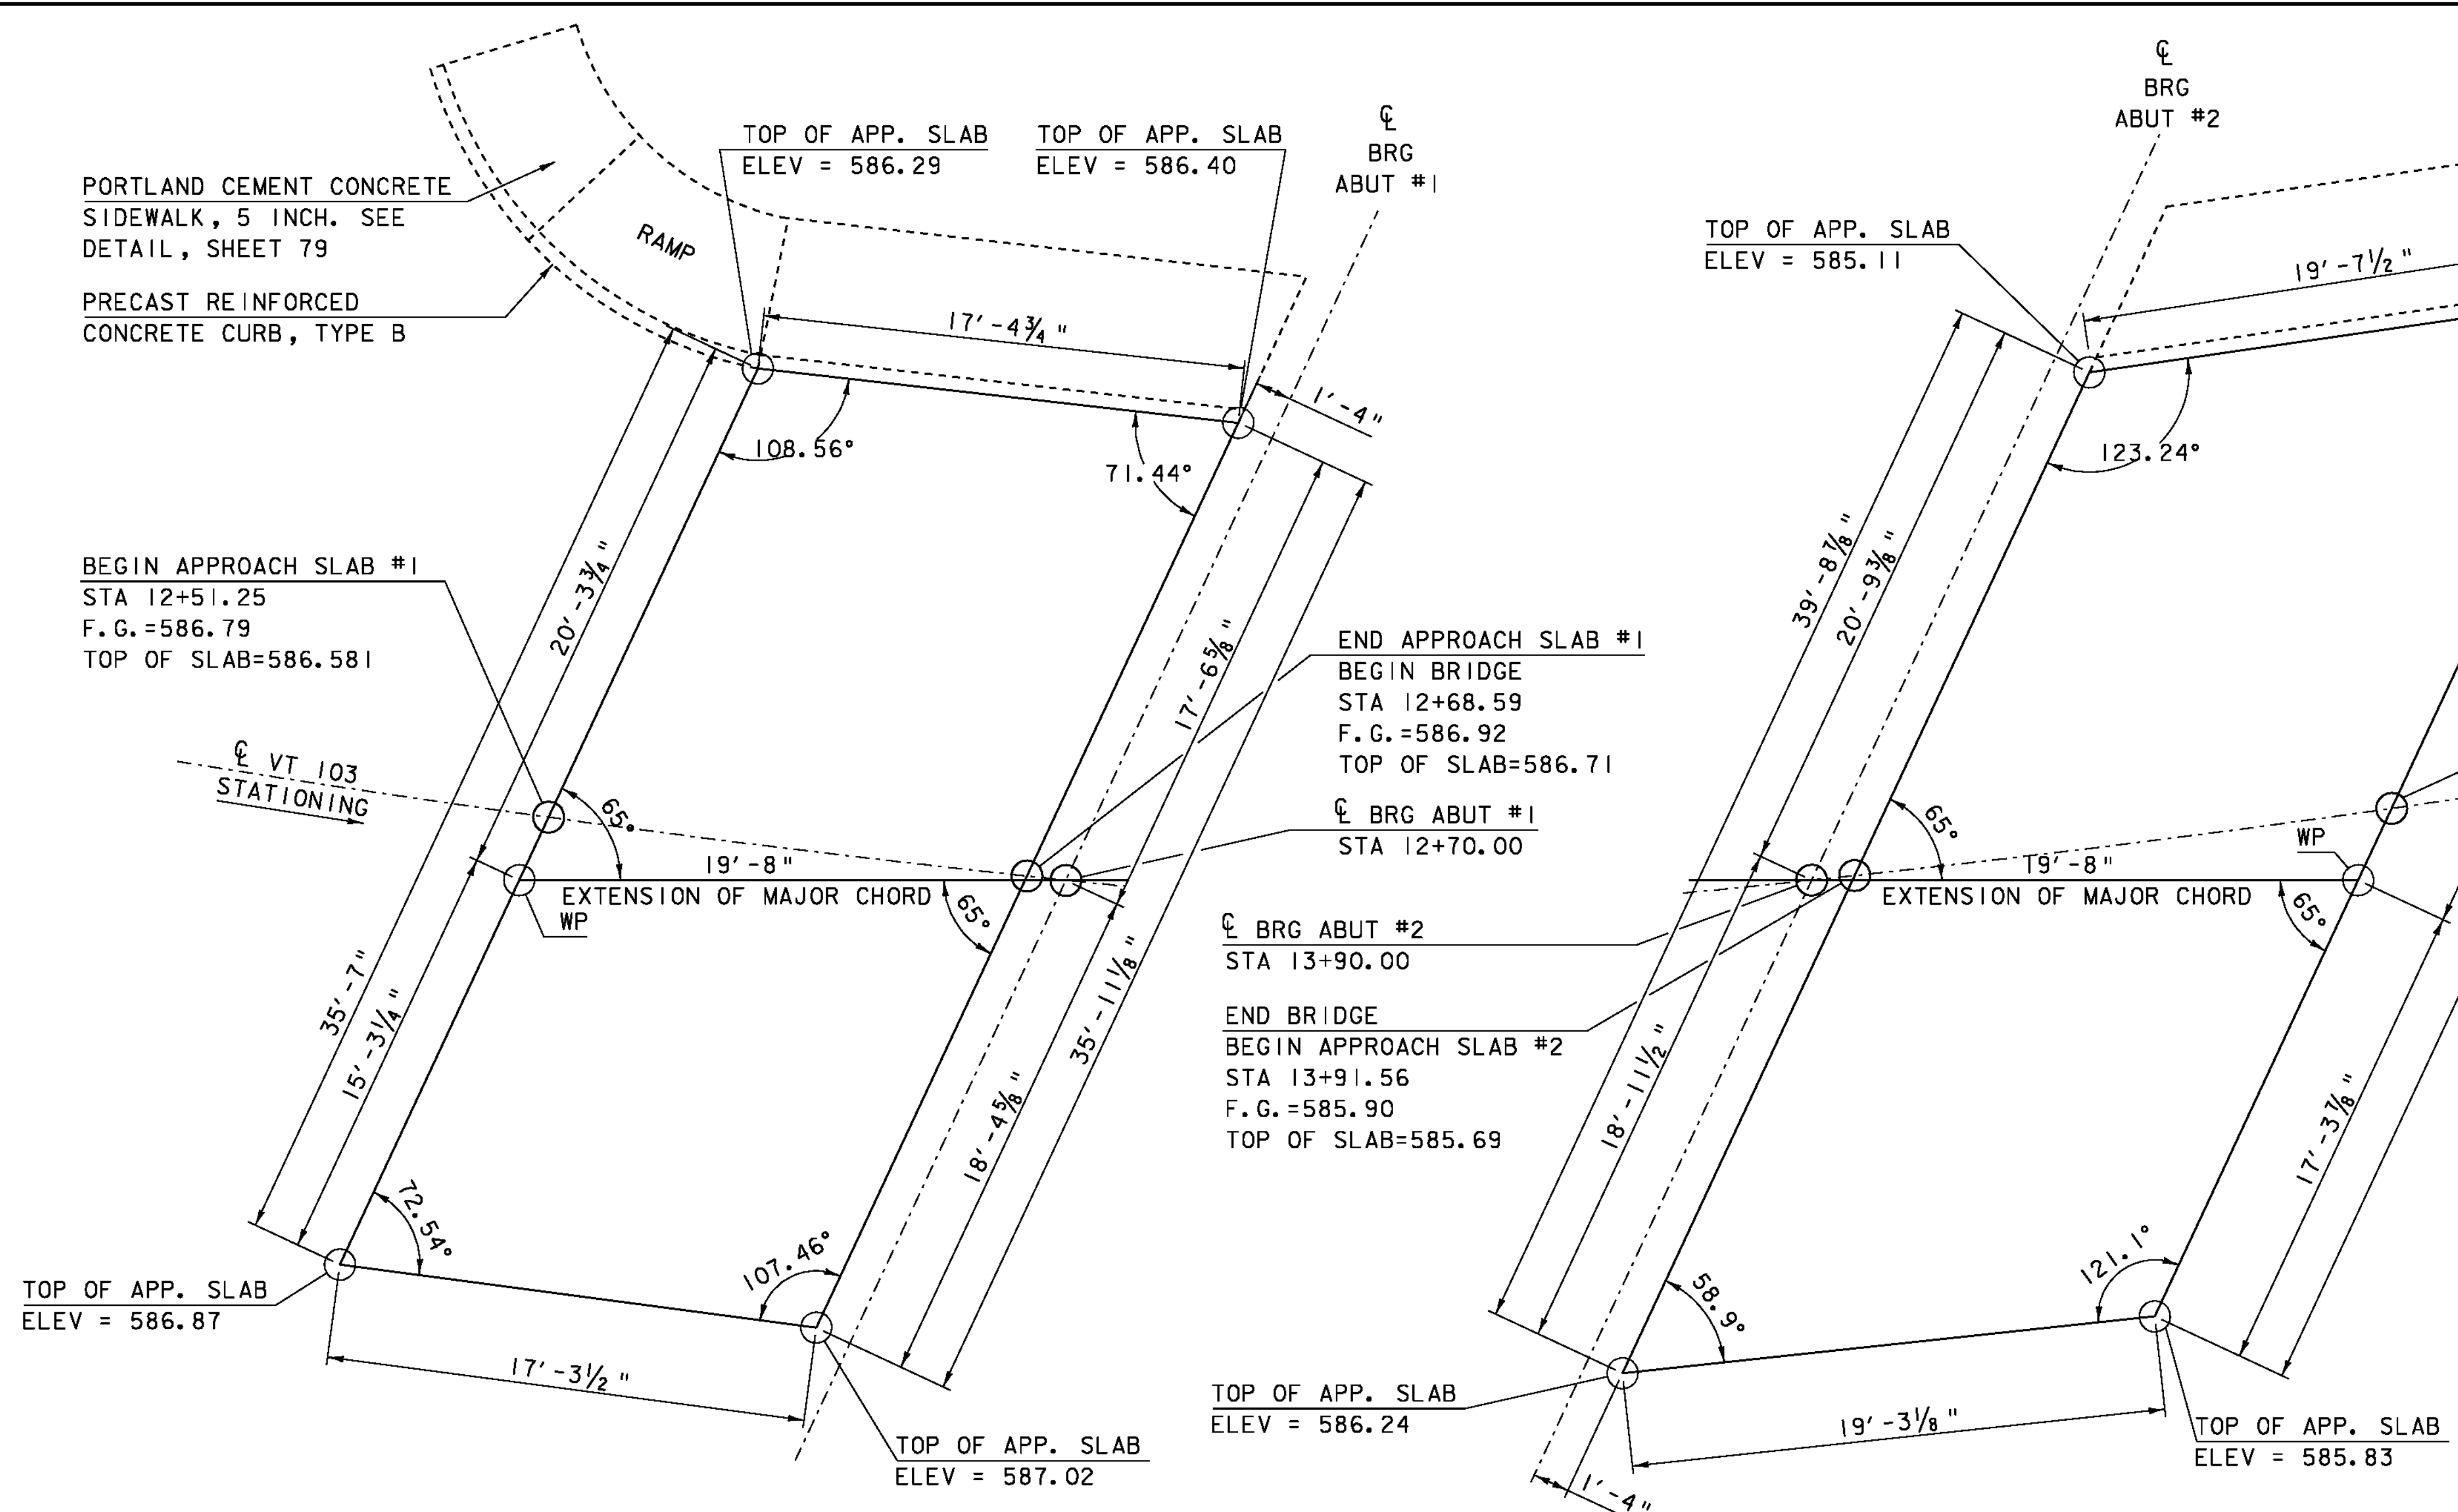 ℄
BRG
ABUT #2
TOP OF APP. SLAB
ELEV = 586.29
TOP OF APP. SLAB
ELEV = 586.40
℄
BRG
ABUT #1
PORTLAND CEMENT CONCRETE
SIDEWALK, 5 INCH. SEE
DETAIL, SHEET 79
RAMP
PRECAST REINFORCED
CONCRETE CURB, TYPE B
TOP OF APP. SLAB
ELEV = 585.11
19'-7½"
17'-4¾"
1'-4"
108.56°
71.44°
123.24°
BEGIN APPROACH SLAB #1
STA 12+51.25
F.G.=586.79
TOP OF SLAB=586.581
20'-3¾"
39'-8⅞"
20'-9⅜"
17'-6⅝"
END APPROACH SLAB #1
BEGIN BRIDGE
STA 12+68.59
F.G.=586.92
TOP OF SLAB=586.71
℄ VT 103
STATIONING
65°
℄ BRG ABUT #1
STA 12+70.00
65°
WP
19'-8"
EXTENSION OF MAJOR CHORD
WP
65°
19'-8"
EXTENSION OF MAJOR CHORD
65°
℄ BRG ABUT #2
STA 13+90.00
35'-7"
15'-3¼"
35'-11⅛"
18'-4⅝"
END BRIDGE
BEGIN APPROACH SLAB #2
STA 13+91.56
F.G.=585.90
TOP OF SLAB=585.69
18'-11½"
17'-3⅞"
72.54°
107.46°
58.9°
121.1°
TOP OF APP. SLAB
ELEV = 586.87
17'-3½"
TOP OF APP. SLAB
ELEV = 587.02
TOP OF APP. SLAB
ELEV = 586.24
19'-3⅛"
TOP OF APP. SLAB
ELEV = 585.83
1'-4"